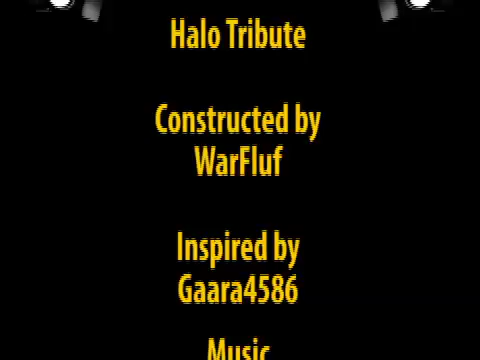 Halo Tribute
Constructed by
WarFluf
Inspired by
Gaara4586
Music